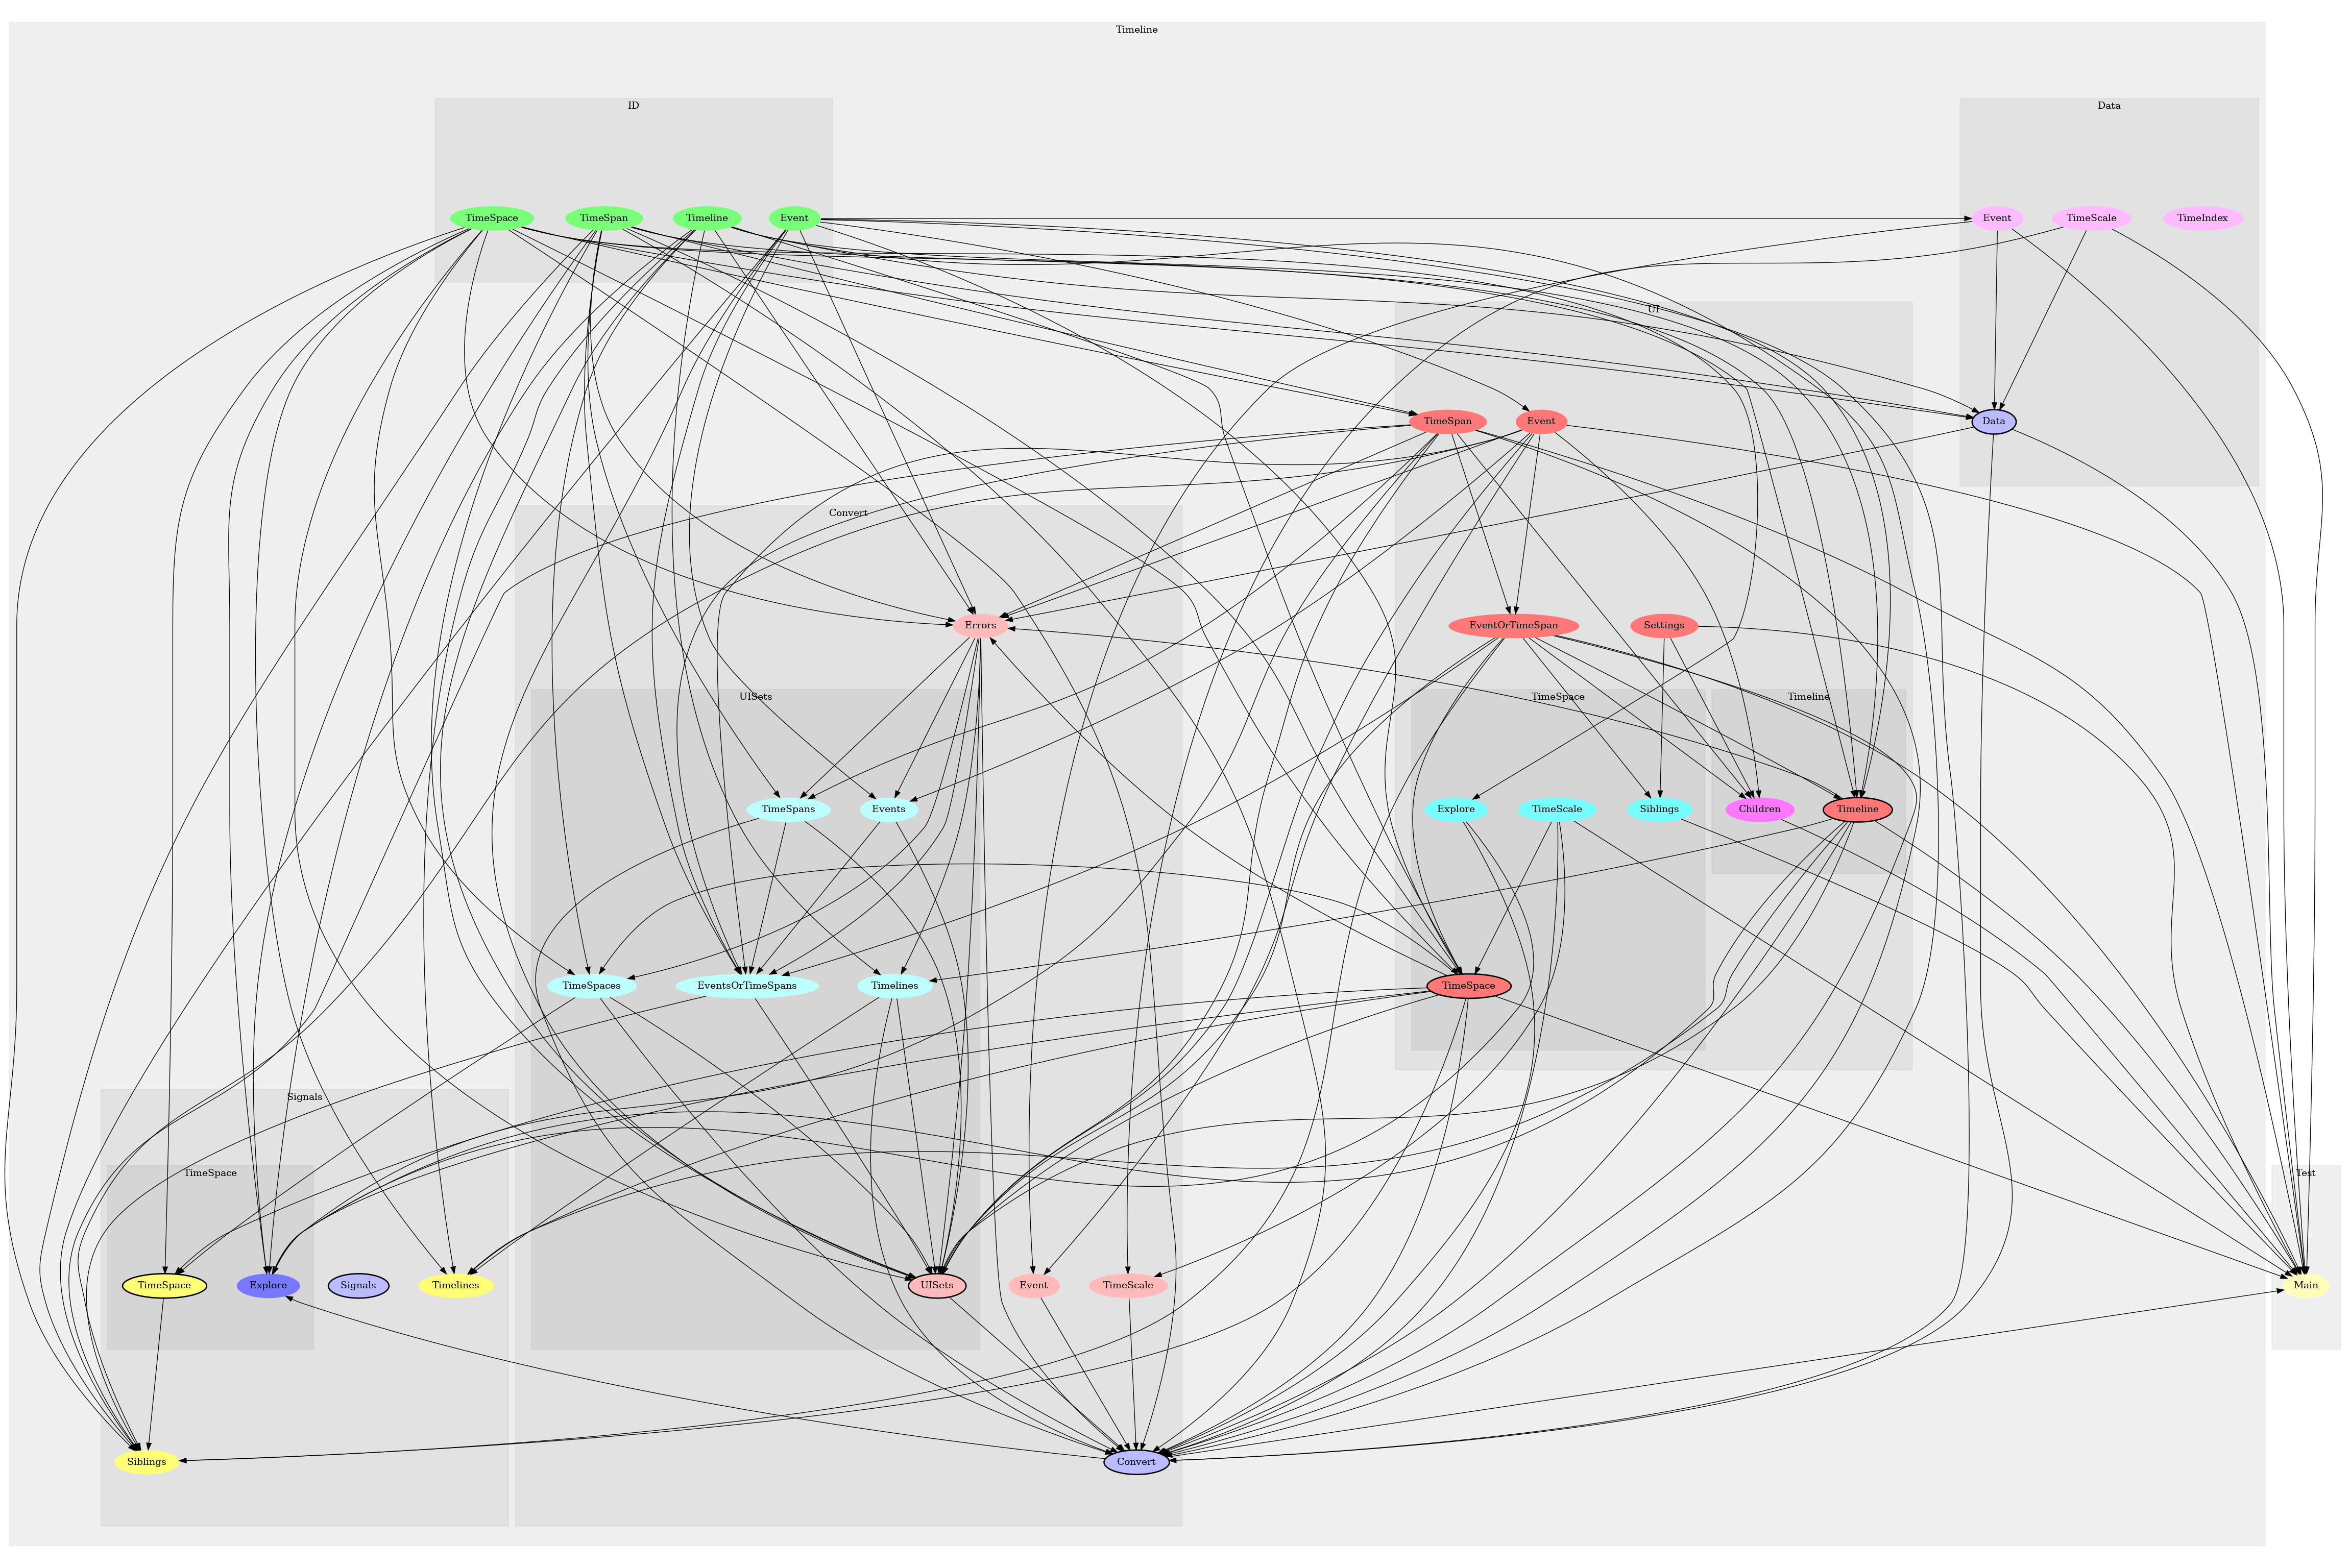 Timeline
ID
Data
TimeSpace
TimeSpan
Timeline
Event
Event
TimeScale
TimeIndex
UI
TimeSpan
Event
Data
Convert
Errors
EventOrTimeSpan
Settings
UISets
TimeSpace
Timeline
TimeSpans
Events
Explore
TimeScale
Siblings
Children
Timeline
TimeSpaces
EventsOrTimeSpans
Timelines
TimeSpace
Signals
TimeSpace
Test
TimeSpace
Explore
Signals
Timelines
UISets
Event
TimeScale
Main
Siblings
Convert